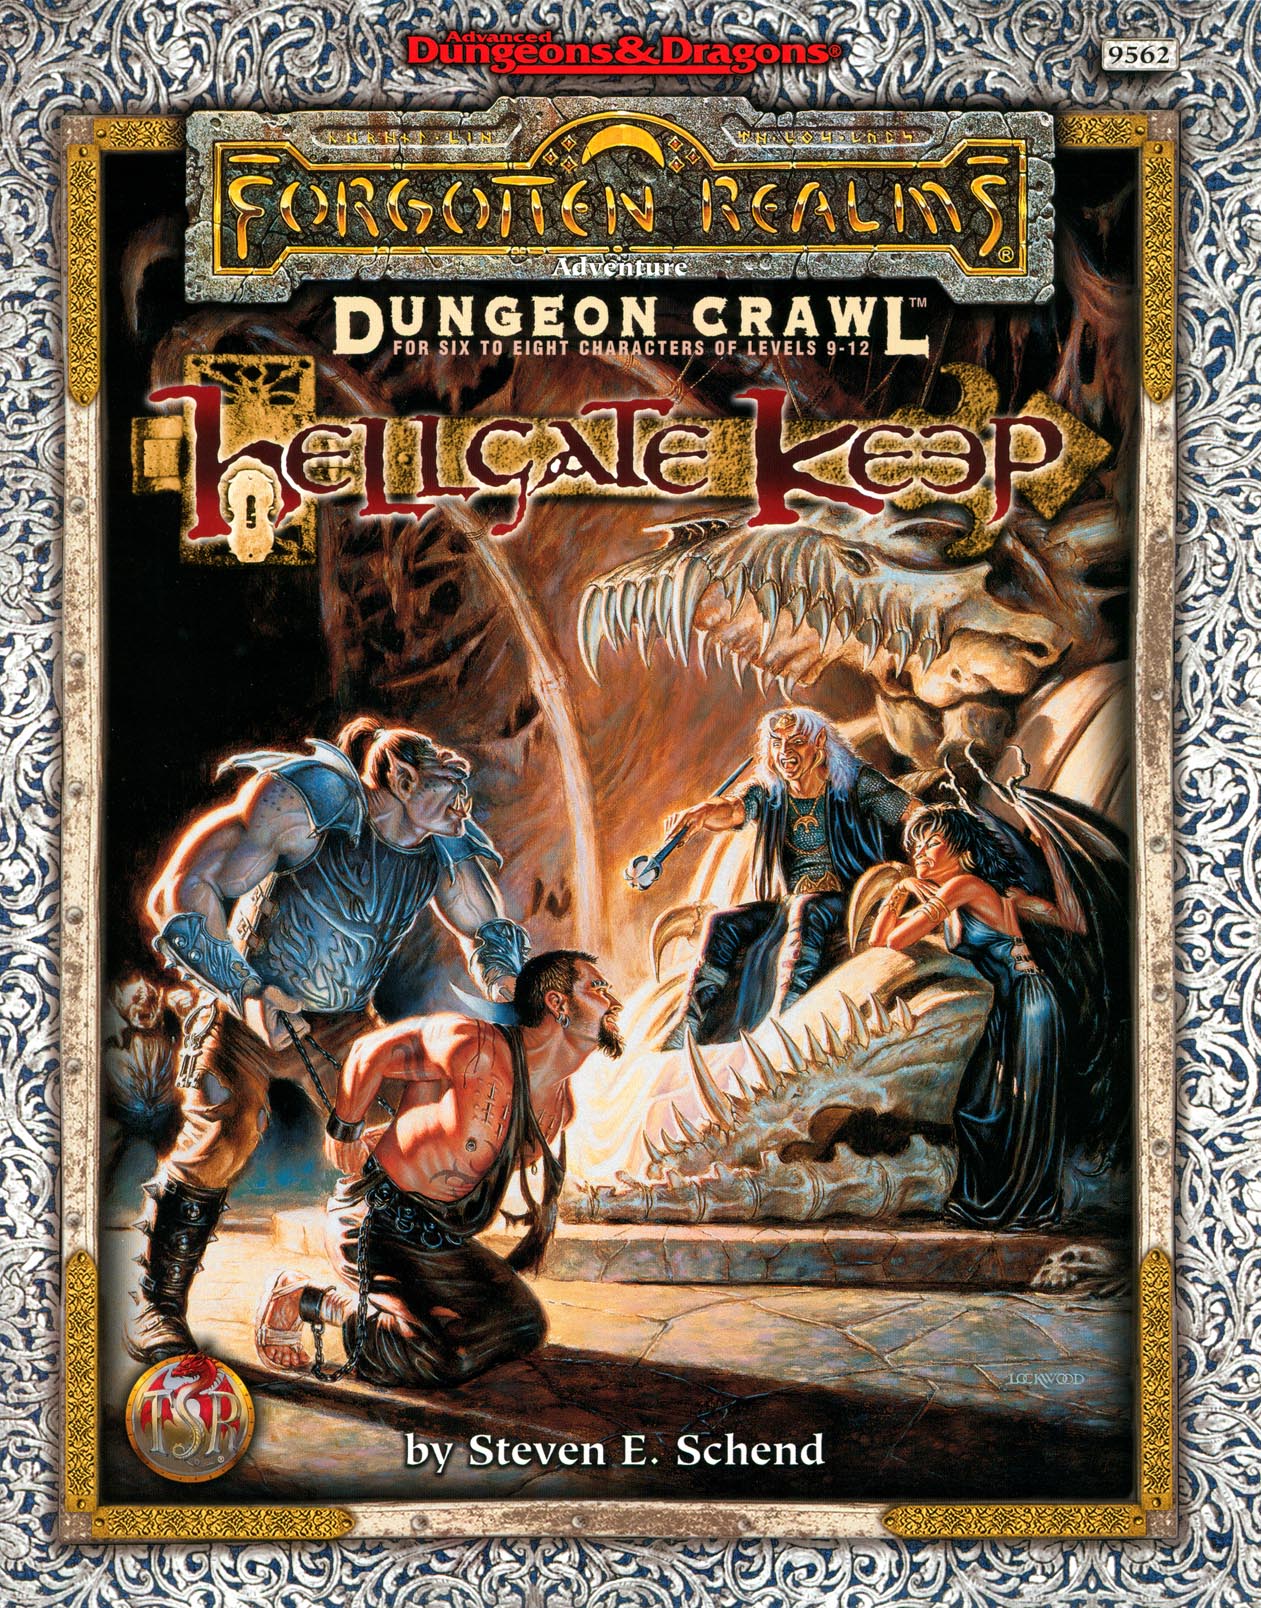 Advanced
Dungeons & Dragons®
9562
FORGOTTEN REALMS®
Adventure
DUNGEON CRAWL™
FOR SIX TO EIGHT CHARACTERS OF LEVELS 9-12
HELLGATE KEEP
LOCKWOOD
TSR®
by Steven E. Schend